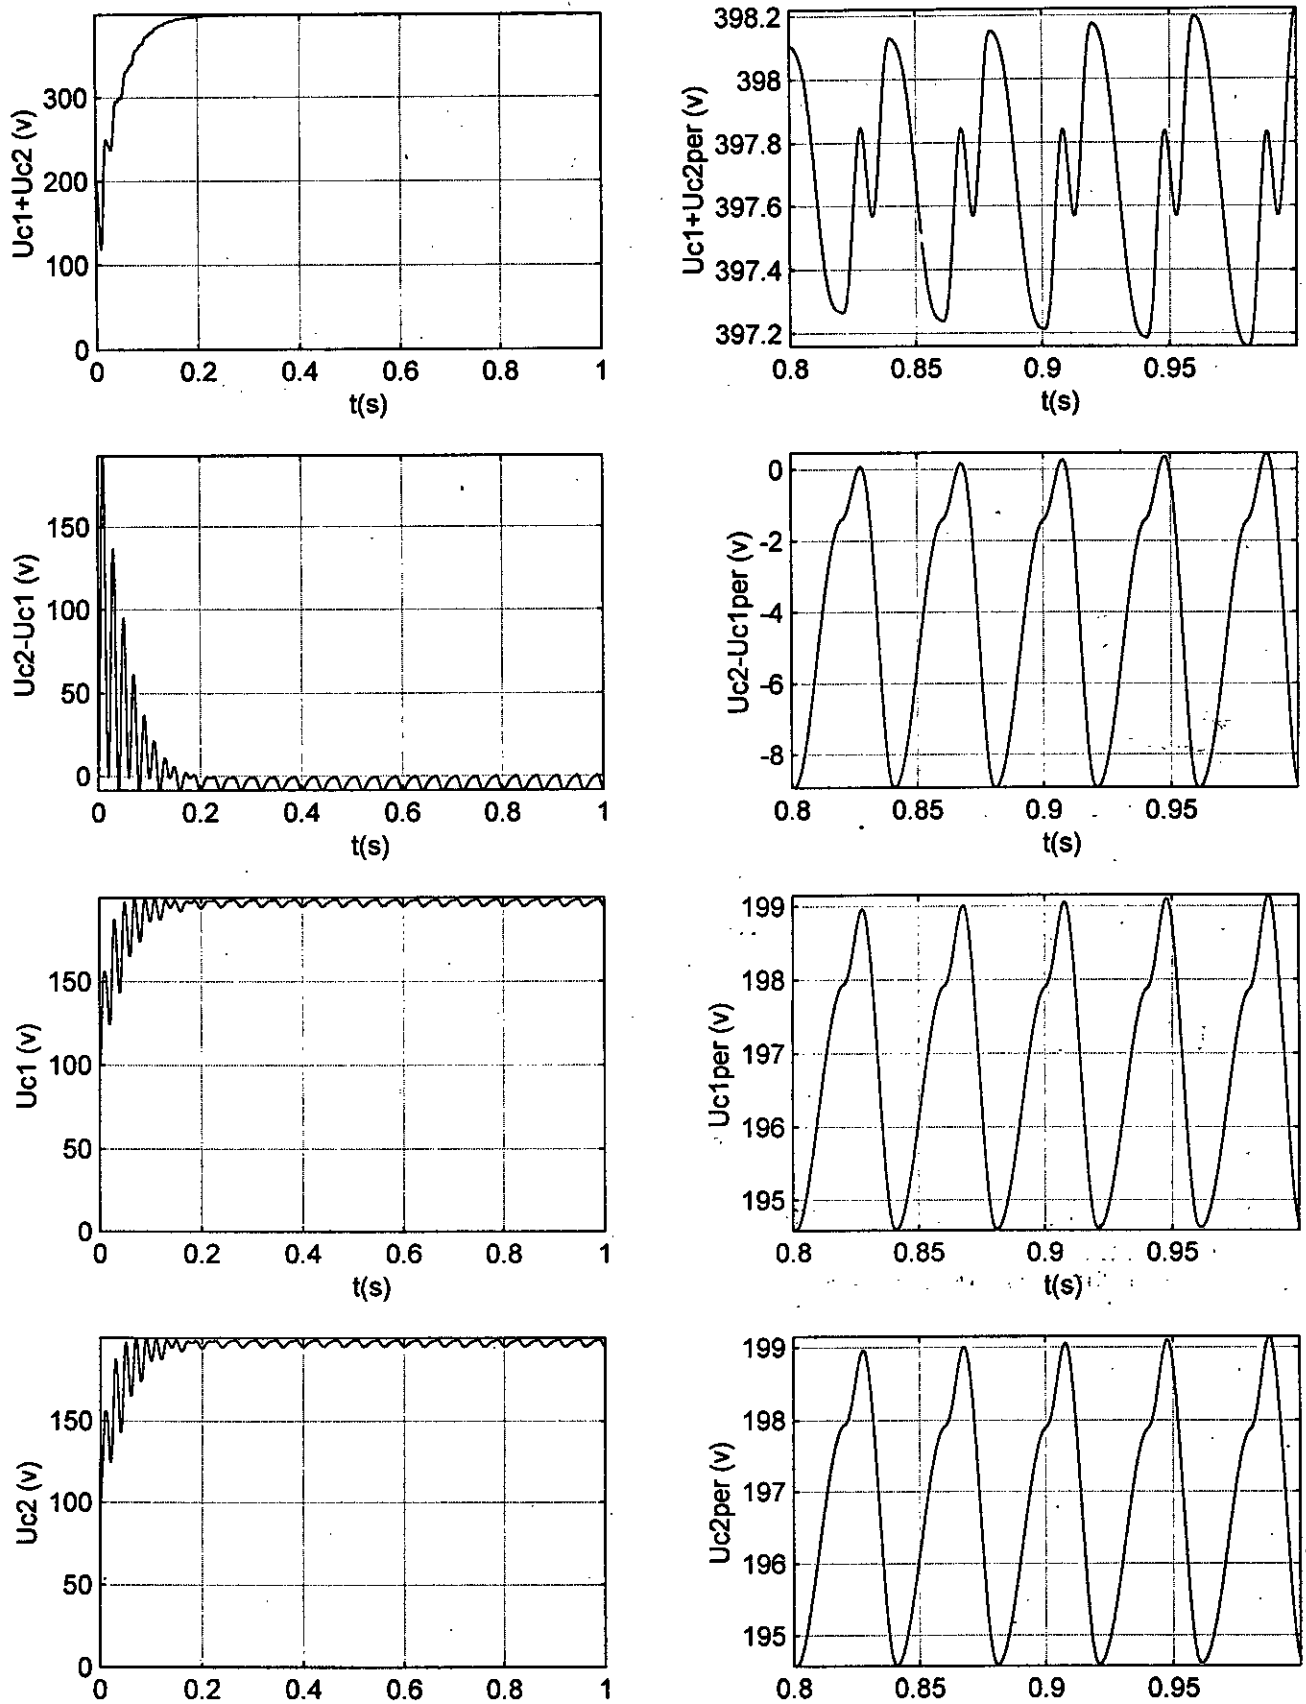 Uc1+Uc2 (v)
300
200
100
0
0 0.2 0.4 0.6 0.8 1
t(s)
Uc1+Uc2per (v)
398.2
398
397.8
397.6
397.4
397.2
0.8 0.85 0.9 0.95
t(s)
Uc2-Uc1 (v)
150
100
50
0
0 0.2 0.4 0.6 0.8 1
t(s)
Uc2-Uc1per (v)
0
-2
-4
-6
-8
0.8 0.85 0.9 0.95
t(s)
Uc1 (v)
150
100
50
0
0 0.2 0.4 0.6 0.8 1
t(s)
Uc1per (v)
199
198
197
196
195
0.8 0.85 0.9 0.95
t(s)
Uc2 (v)
150
100
50
0
0 0.2 0.4 0.6 0.8 1
Uc2per (v)
199
198
197
196
195
0.8 0.85 0.9 0.95